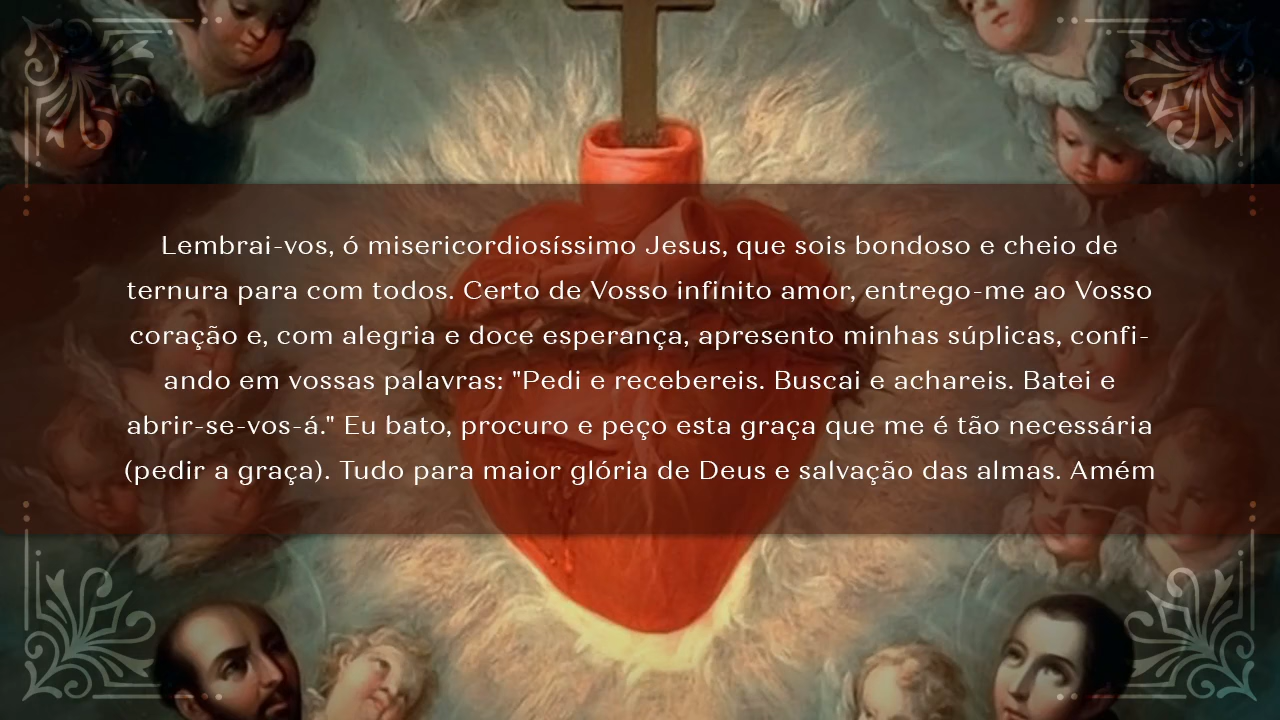 Lembrai-vos, ó misericordiosíssimo Jesus, que sois bondoso e cheio de
ternura para com todos. Certo de Vosso infinito amor, entrego-me ao Vosso
coração e, com alegria e doce esperança, apresento minhas súplicas, confi-
ando em vossas palavras: "Pedi e recebereis. Buscai e achareis. Batei e
abrir-se-vos-á." Eu bato, procuro e peço esta graça que me é tão necessária
(pedir a graça). Tudo para maior glória de Deus e salvação das almas. Amém